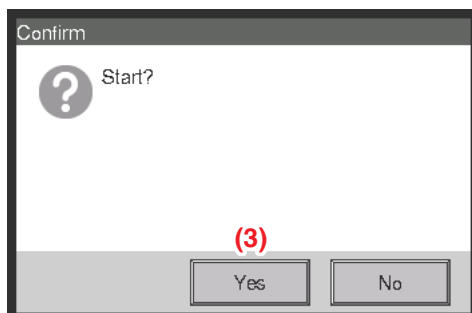 Confirm
Start?
(3)
Yes
No